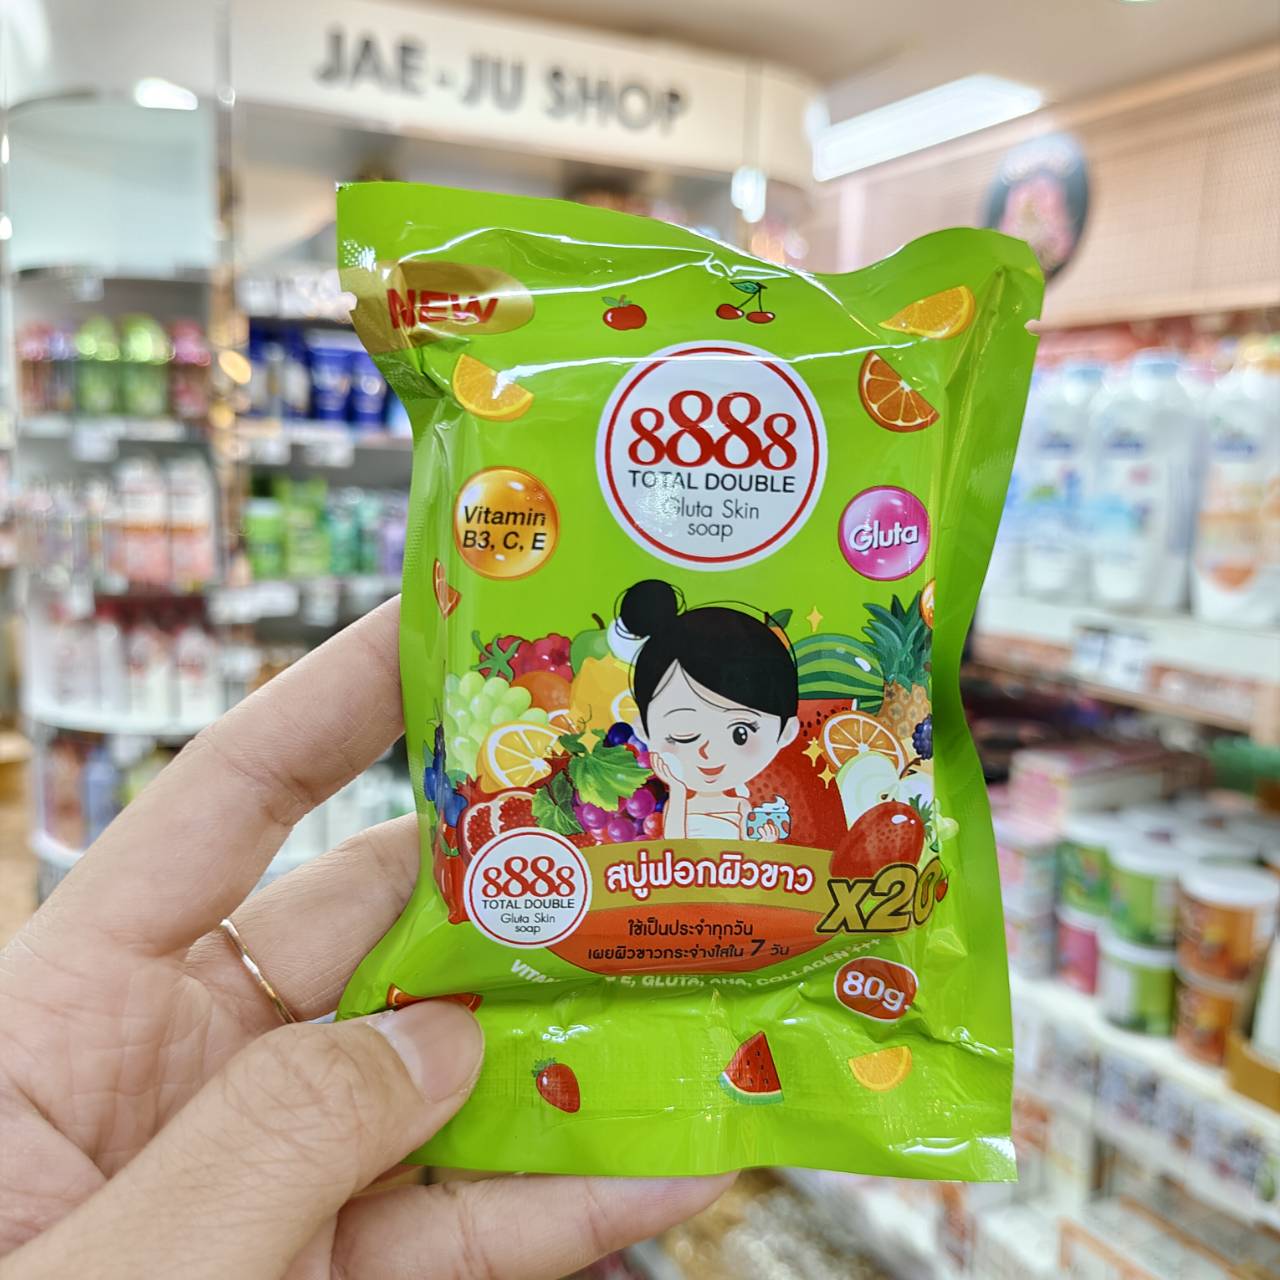 JAE-JU SHOP
NEW
8888
TOTAL DOUBLE
Gluta Skin
soap
Vitamin
B3, C, E
Gluta
8888
TOTAL DOUBLE
Gluta Skin
soap
สบู่ฟอกผิวขาว
X20
ใช้เป็นประจำทุกวัน
เผยผิวขาวกระจ่างใสใน 7 วัน
E, GLUTA, AHA, COLLAGEN+++
80g.